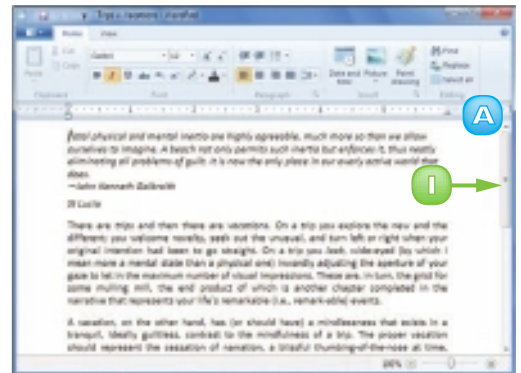 Trips v. Vacations (classified)
Home View
Cut
Copy
Paste
Clipboard
Font
Paragraph
Date and time
Picture
Paint drawing
Insert
Find
Replace
Select all
Editing
A
Total physical and mental inertia are highly agreeable, much more so than we allow
ourselves to imagine. A beach not only permits such inertia but enforces it, thus neatly
eliminating all problems of guilt. It is now the only place in our overly active world that
does.
—John Kenneth Galbraith
1
There are trips and then there are vacations. On a trip you explore the new and the
different; you welcome novelty, seek out the unusual, and turn left or right when your
original intention had been to go straight. On a trip you look wide-eyed (by which I
mean more a mental state than a physical one) inwardly adjusting the aperture of your
gaze to let in the maximum number of visual impressions. These are, in turn, the grist for
some mulling mill, the end product of which is another chapter completed in the
narrative that represents your life's remarkable (i.e., remark-able) events.
A vacation, on the other hand, has (or should have) a mindlessness that exists in a
tranquil, ideally guiltless, contrast to the mindfulness of a trip. The proper vacation
should represent the cessation of narration, a blissful thumbing-of-the-nose at time,